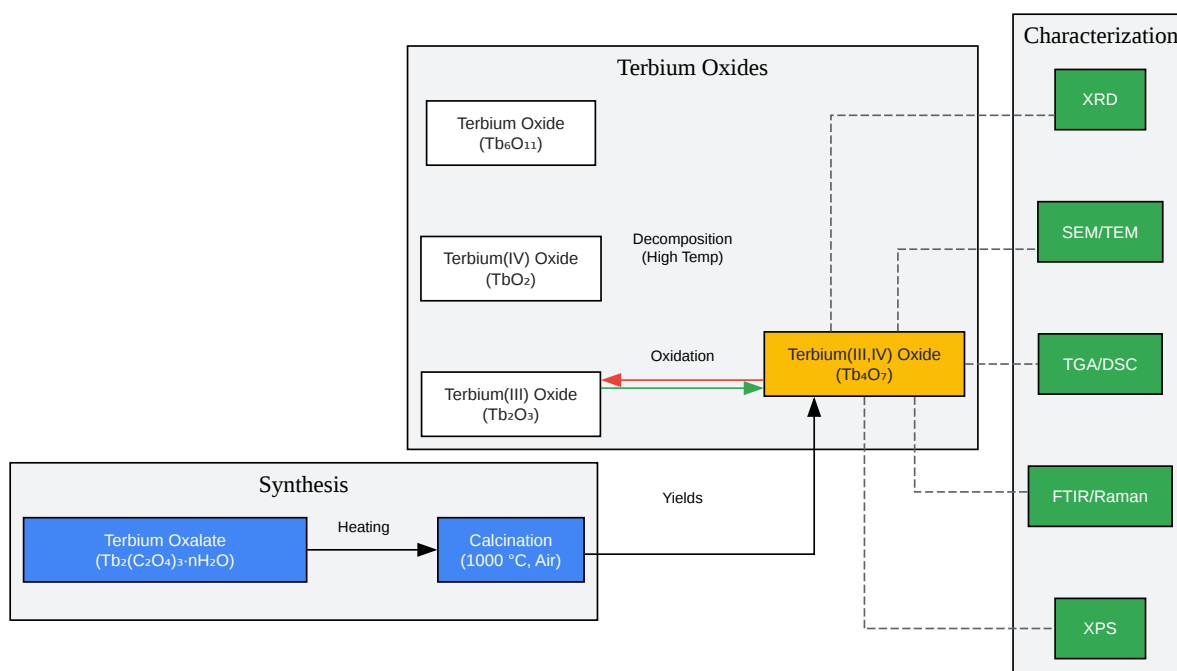 Characterization
XRD
SEM/TEM
TGA/DSC
FTIR/Raman
XPS
Terbium Oxides
Terbium Oxide
(Tb₆O₁₁)
Terbium(IV) Oxide
(TbO₂)
Decomposition
(High Temp)
Oxidation
Terbium(III,IV) Oxide
(Tb₄O₇)
Terbium(III) Oxide
(Tb₂O₃)
Synthesis
Terbium Oxalate
(Tb₂(C₂O₄)₃·nH₂O)
Heating
Calcination
(1000 °C, Air)
Yields